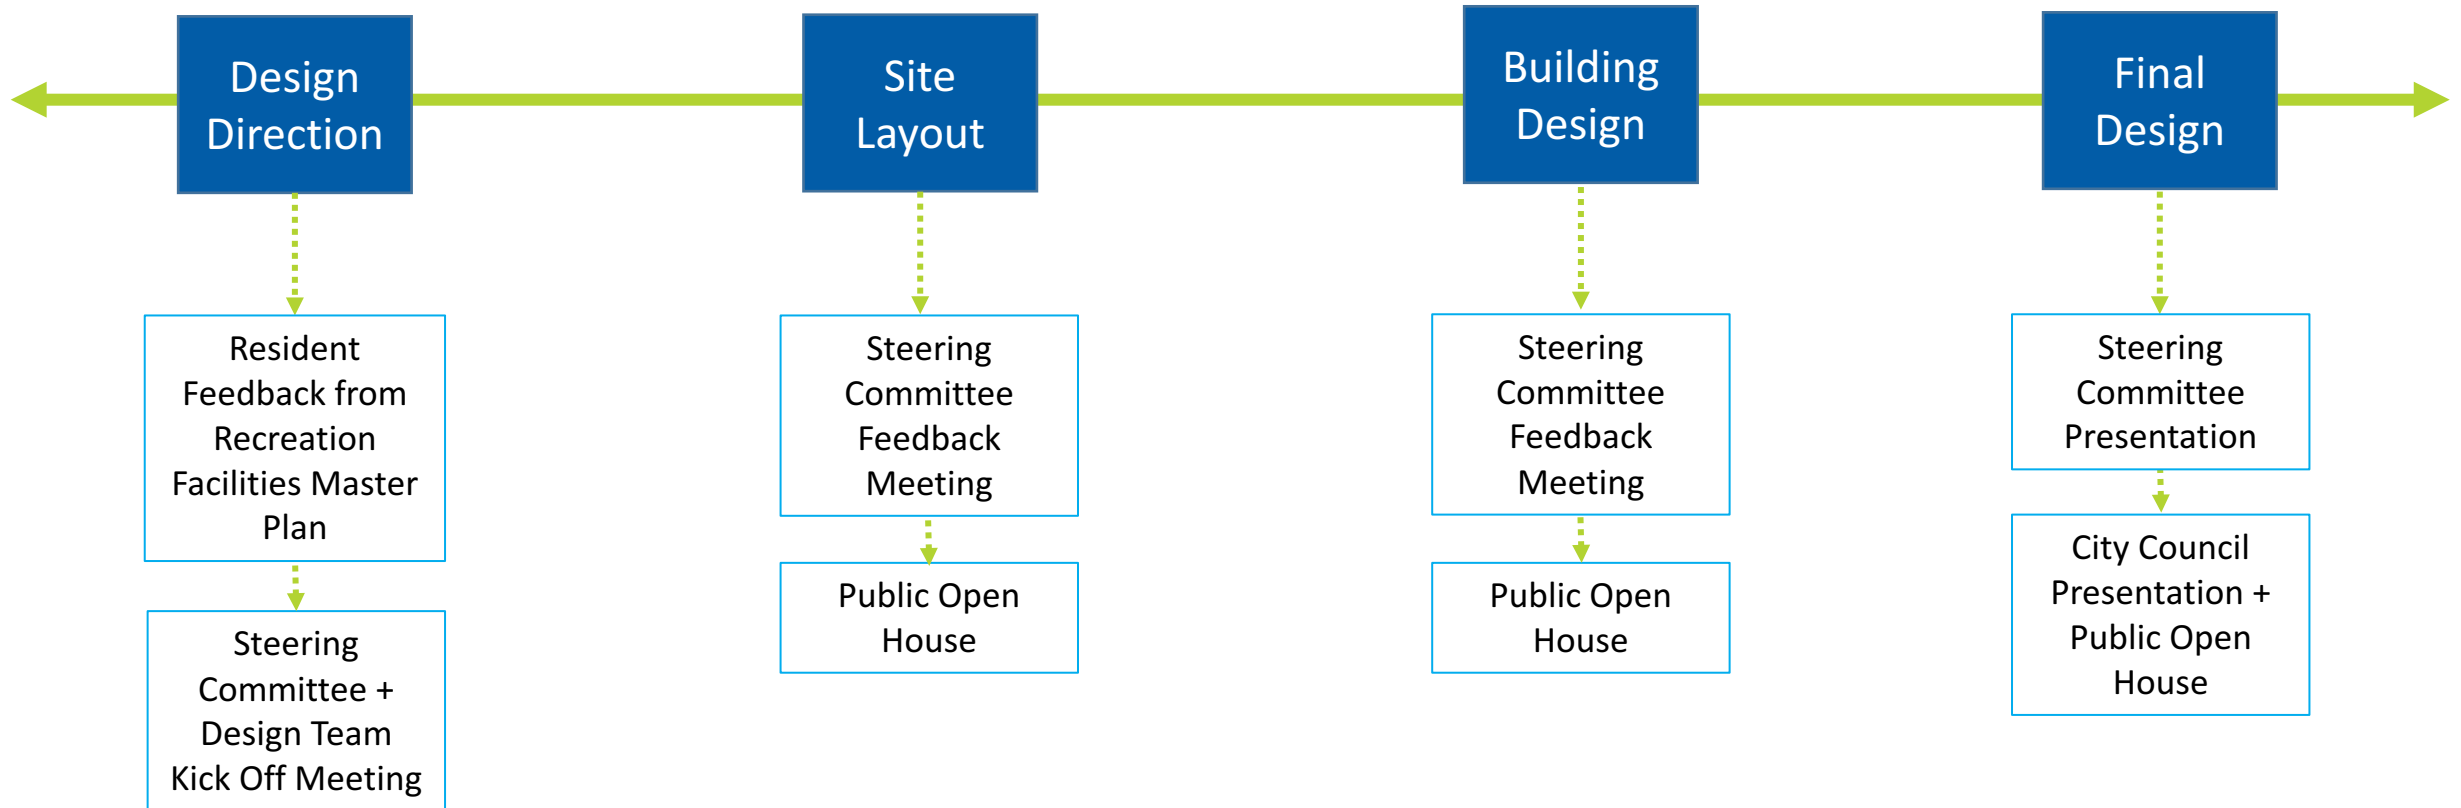 Design
Direction
Site
Layout
Building
Design
Final
Design
Resident
Feedback from
Recreation
Facilities Master
Plan
Steering
Committee +
Design Team
Kick Off Meeting
Steering
Committee
Feedback
Meeting
Public Open
House
Steering
Committee
Feedback
Meeting
Public Open
House
Steering
Committee
Presentation
City Council
Presentation +
Public Open
House